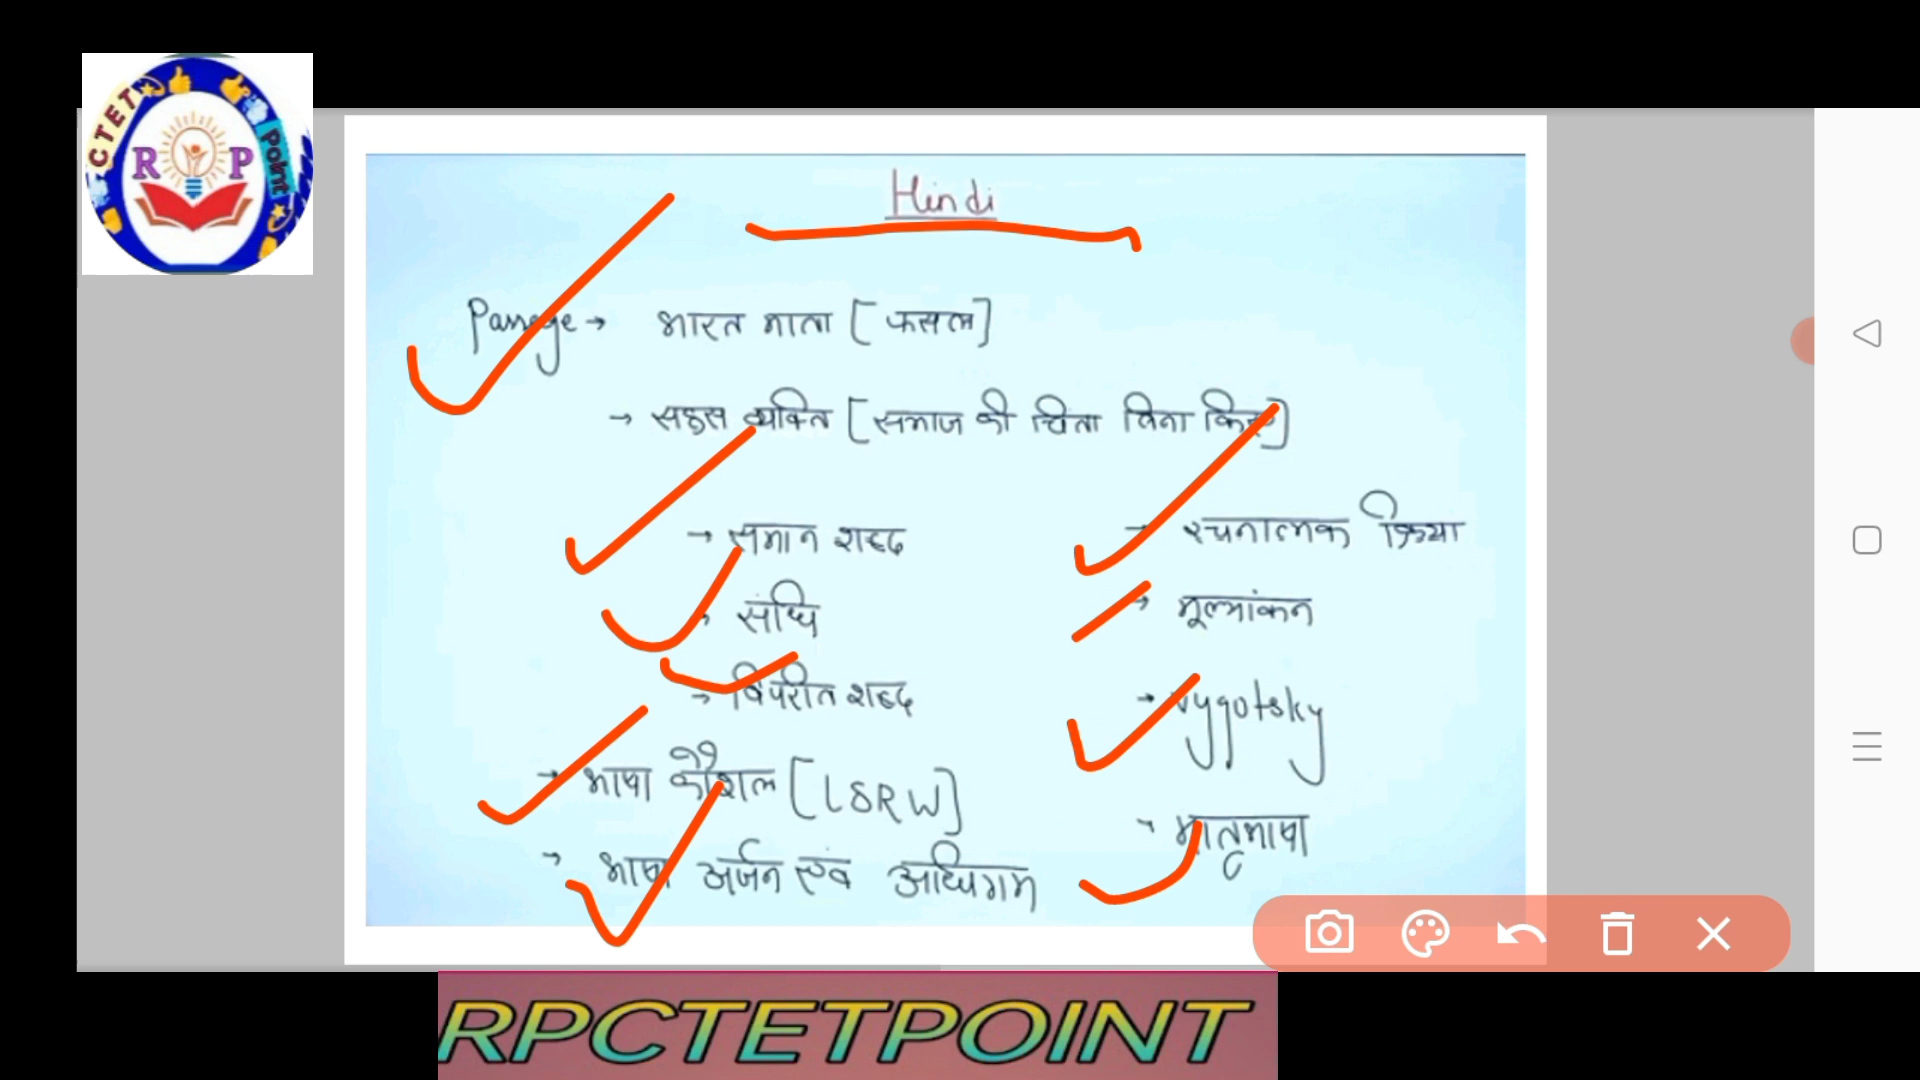 CTET Point
R P
Hindi
Passage → भारत माता [फसल]
→ सहस व्यक्ति [समाज की चिंता बिना किए]
→ समान शब्द
→ संधि
→ विपरीत शब्द
→ भाषा कौशल [LSRW]
→ भाषा अर्जन एवं अधिगम
→ रचनात्मक क्रिया
→ मूल्यांकन
→ Vygotsky
→ मातृभाषा
RPCTETPOINT